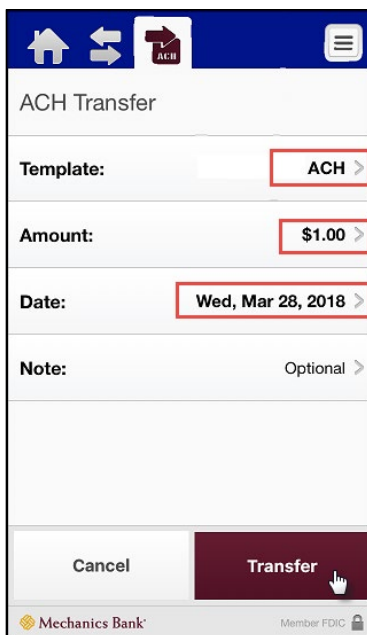 ACH
ACH Transfer
Template: ACH >
Amount: $1.00 >
Date: Wed, Mar 28, 2018 >
Note: Optional >
Cancel Transfer
Mechanics Bank Member FDIC